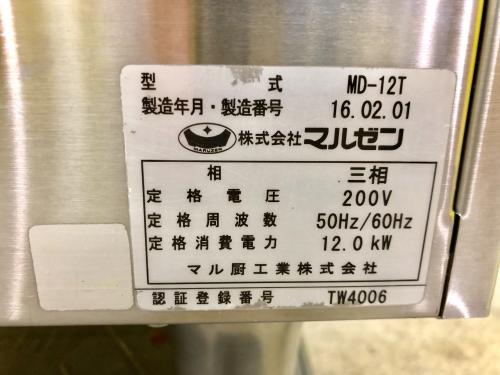 型式 MD-12T
製造年月・製造番号 16.02.01
MARUZEN 株式会社 マルゼン
相 三相
定格電圧 200V
定格周波数 50Hz/60Hz
定格消費電力 12.0 kW
マル厨工業株式会社
認証登録番号 TW4006